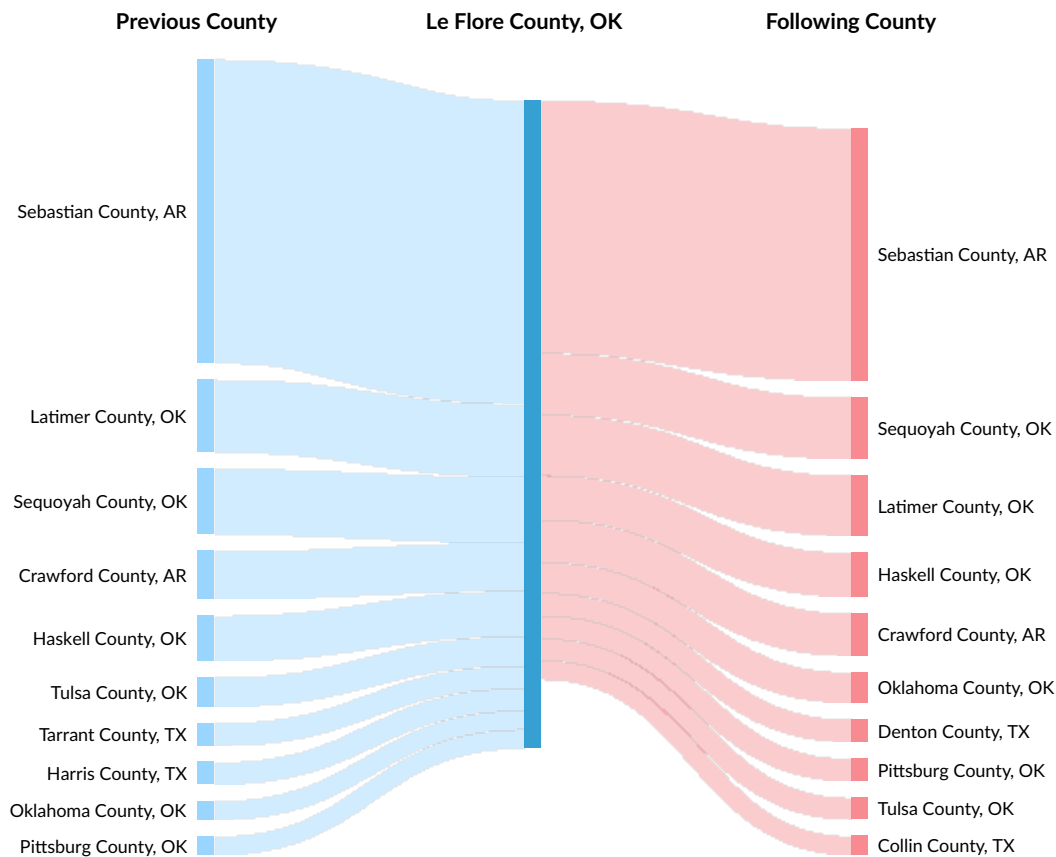 Previous County
Le Flore County, OK
Following County
Sebastian County, AR
Latimer County, OK
Sequoyah County, OK
Crawford County, AR
Haskell County, OK
Tulsa County, OK
Tarrant County, TX
Harris County, TX
Oklahoma County, OK
Pittsburg County, OK
Sebastian County, AR
Sequoyah County, OK
Latimer County, OK
Haskell County, OK
Crawford County, AR
Oklahoma County, OK
Denton County, TX
Pittsburg County, OK
Tulsa County, OK
Collin County, TX